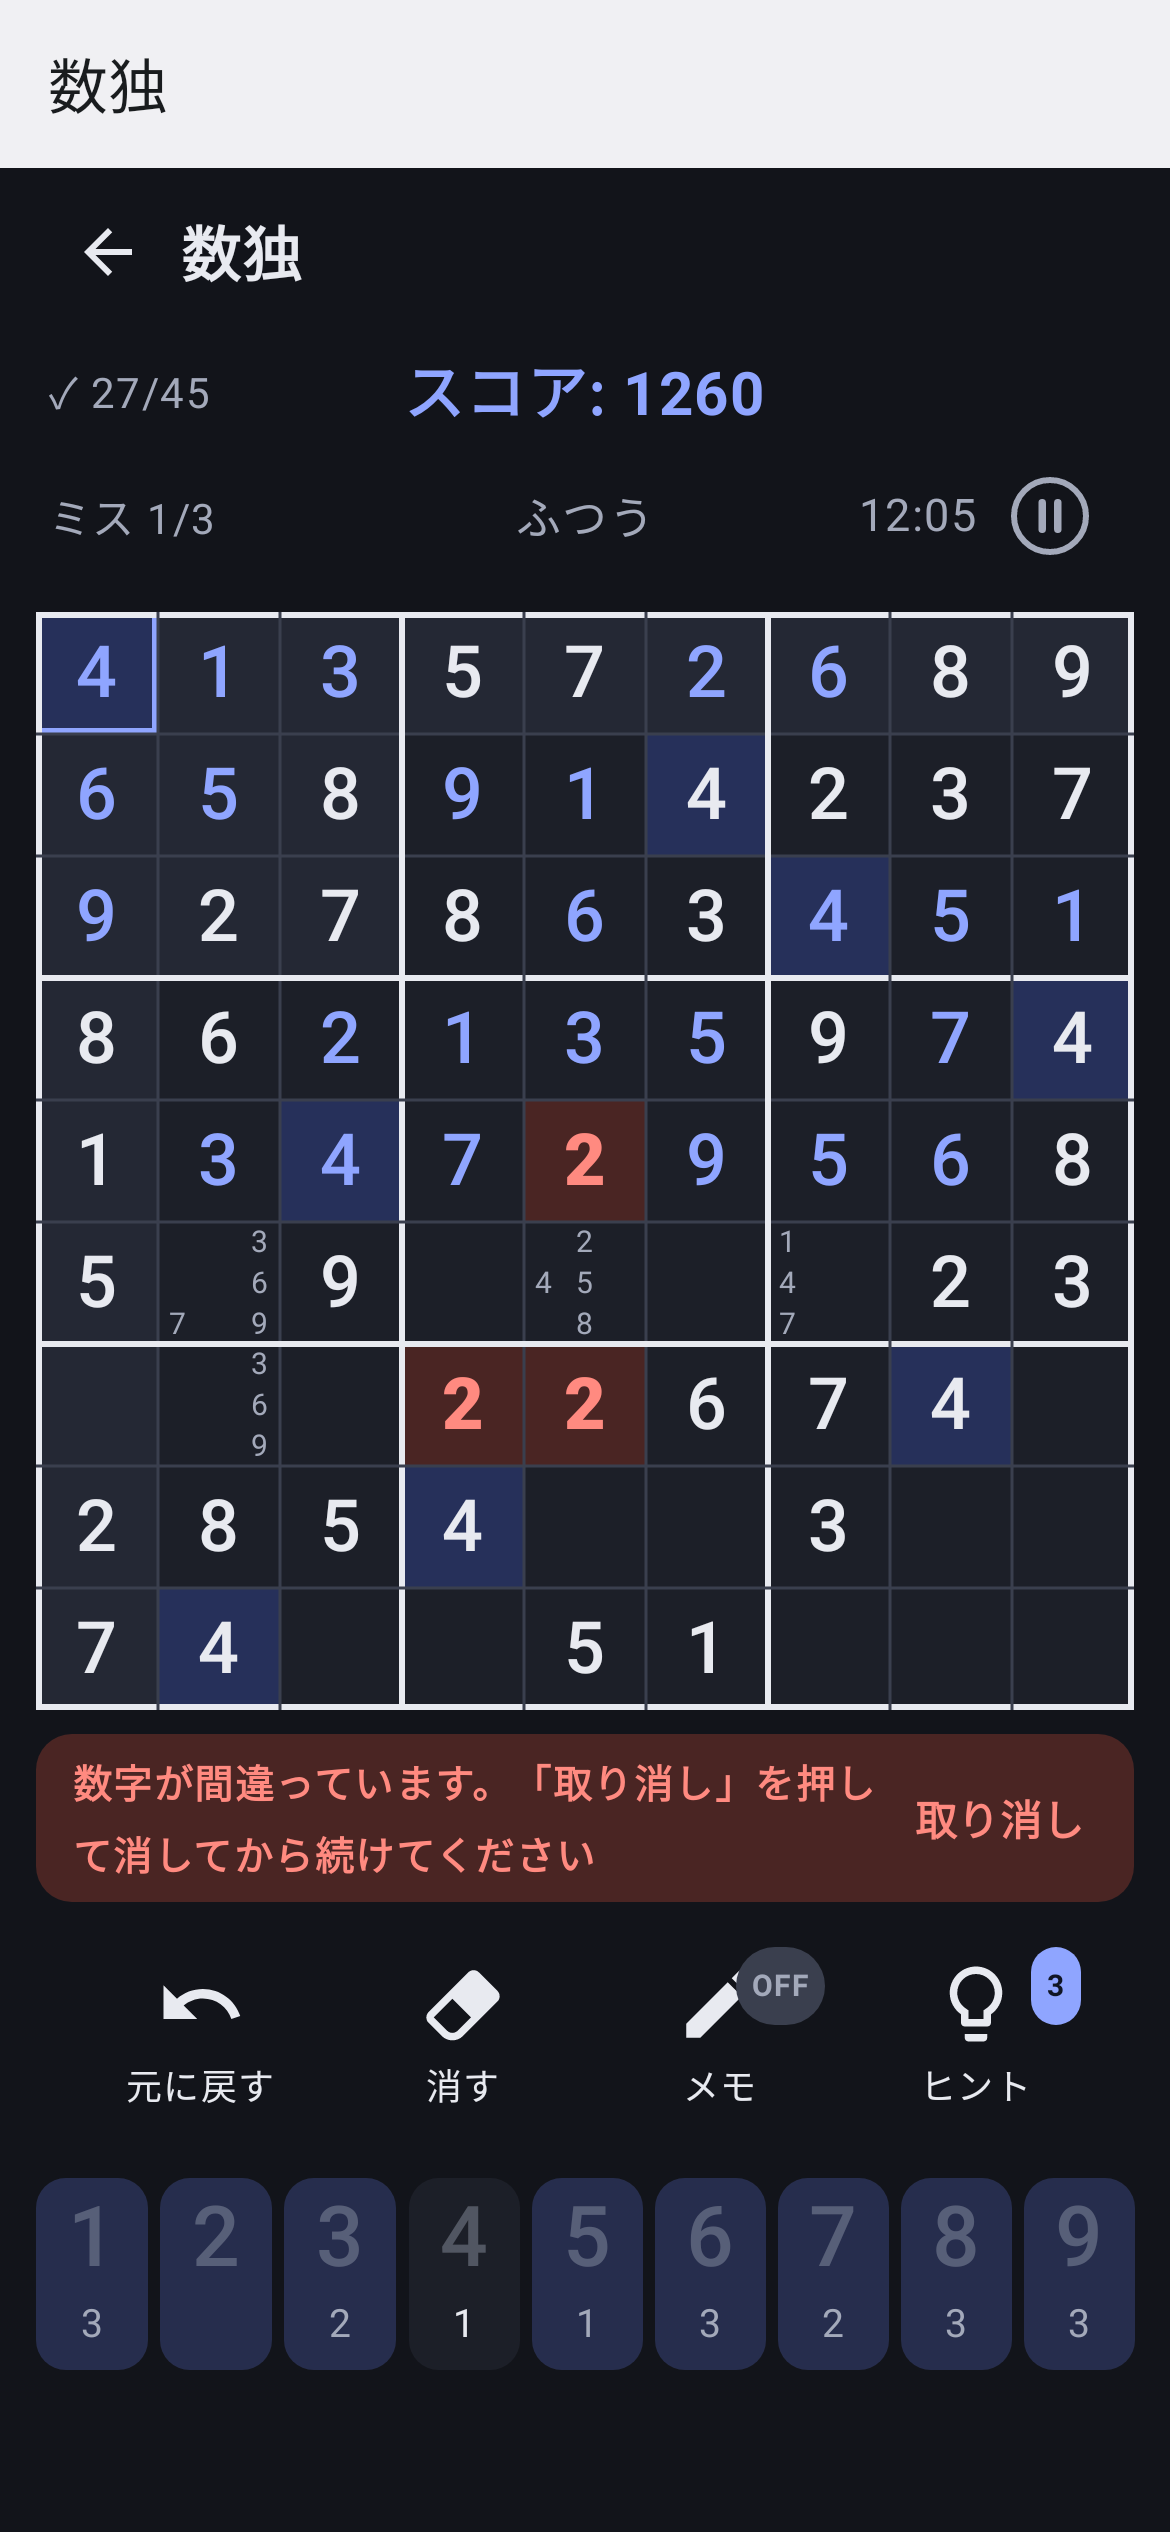 数独
数独
✓ 27/45 スコア: 1260
ミス 1/3 ふつう 12:05
4 1 3 5 7 2 6 8 9
6 5 8 9 1 4 2 3 7
9 2 7 8 6 3 4 5 1
8 6 2 1 3 5 9 7 4
1 3 4 7 2 9 5 6 8
3 2 1
5 6 9 4 5 4 2 3
7 9 8 7
3
6 2 2 6 7 4
9
2 8 5 4 3
7 4 5 1
数字が間違っています。「取り消し」を押し
て消してから続けてください
取り消し
OFF 3
元に戻す 消す メモ ヒント
1 2 3 4 5 6 7 8 9
3 2 1 1 3 2 3 3